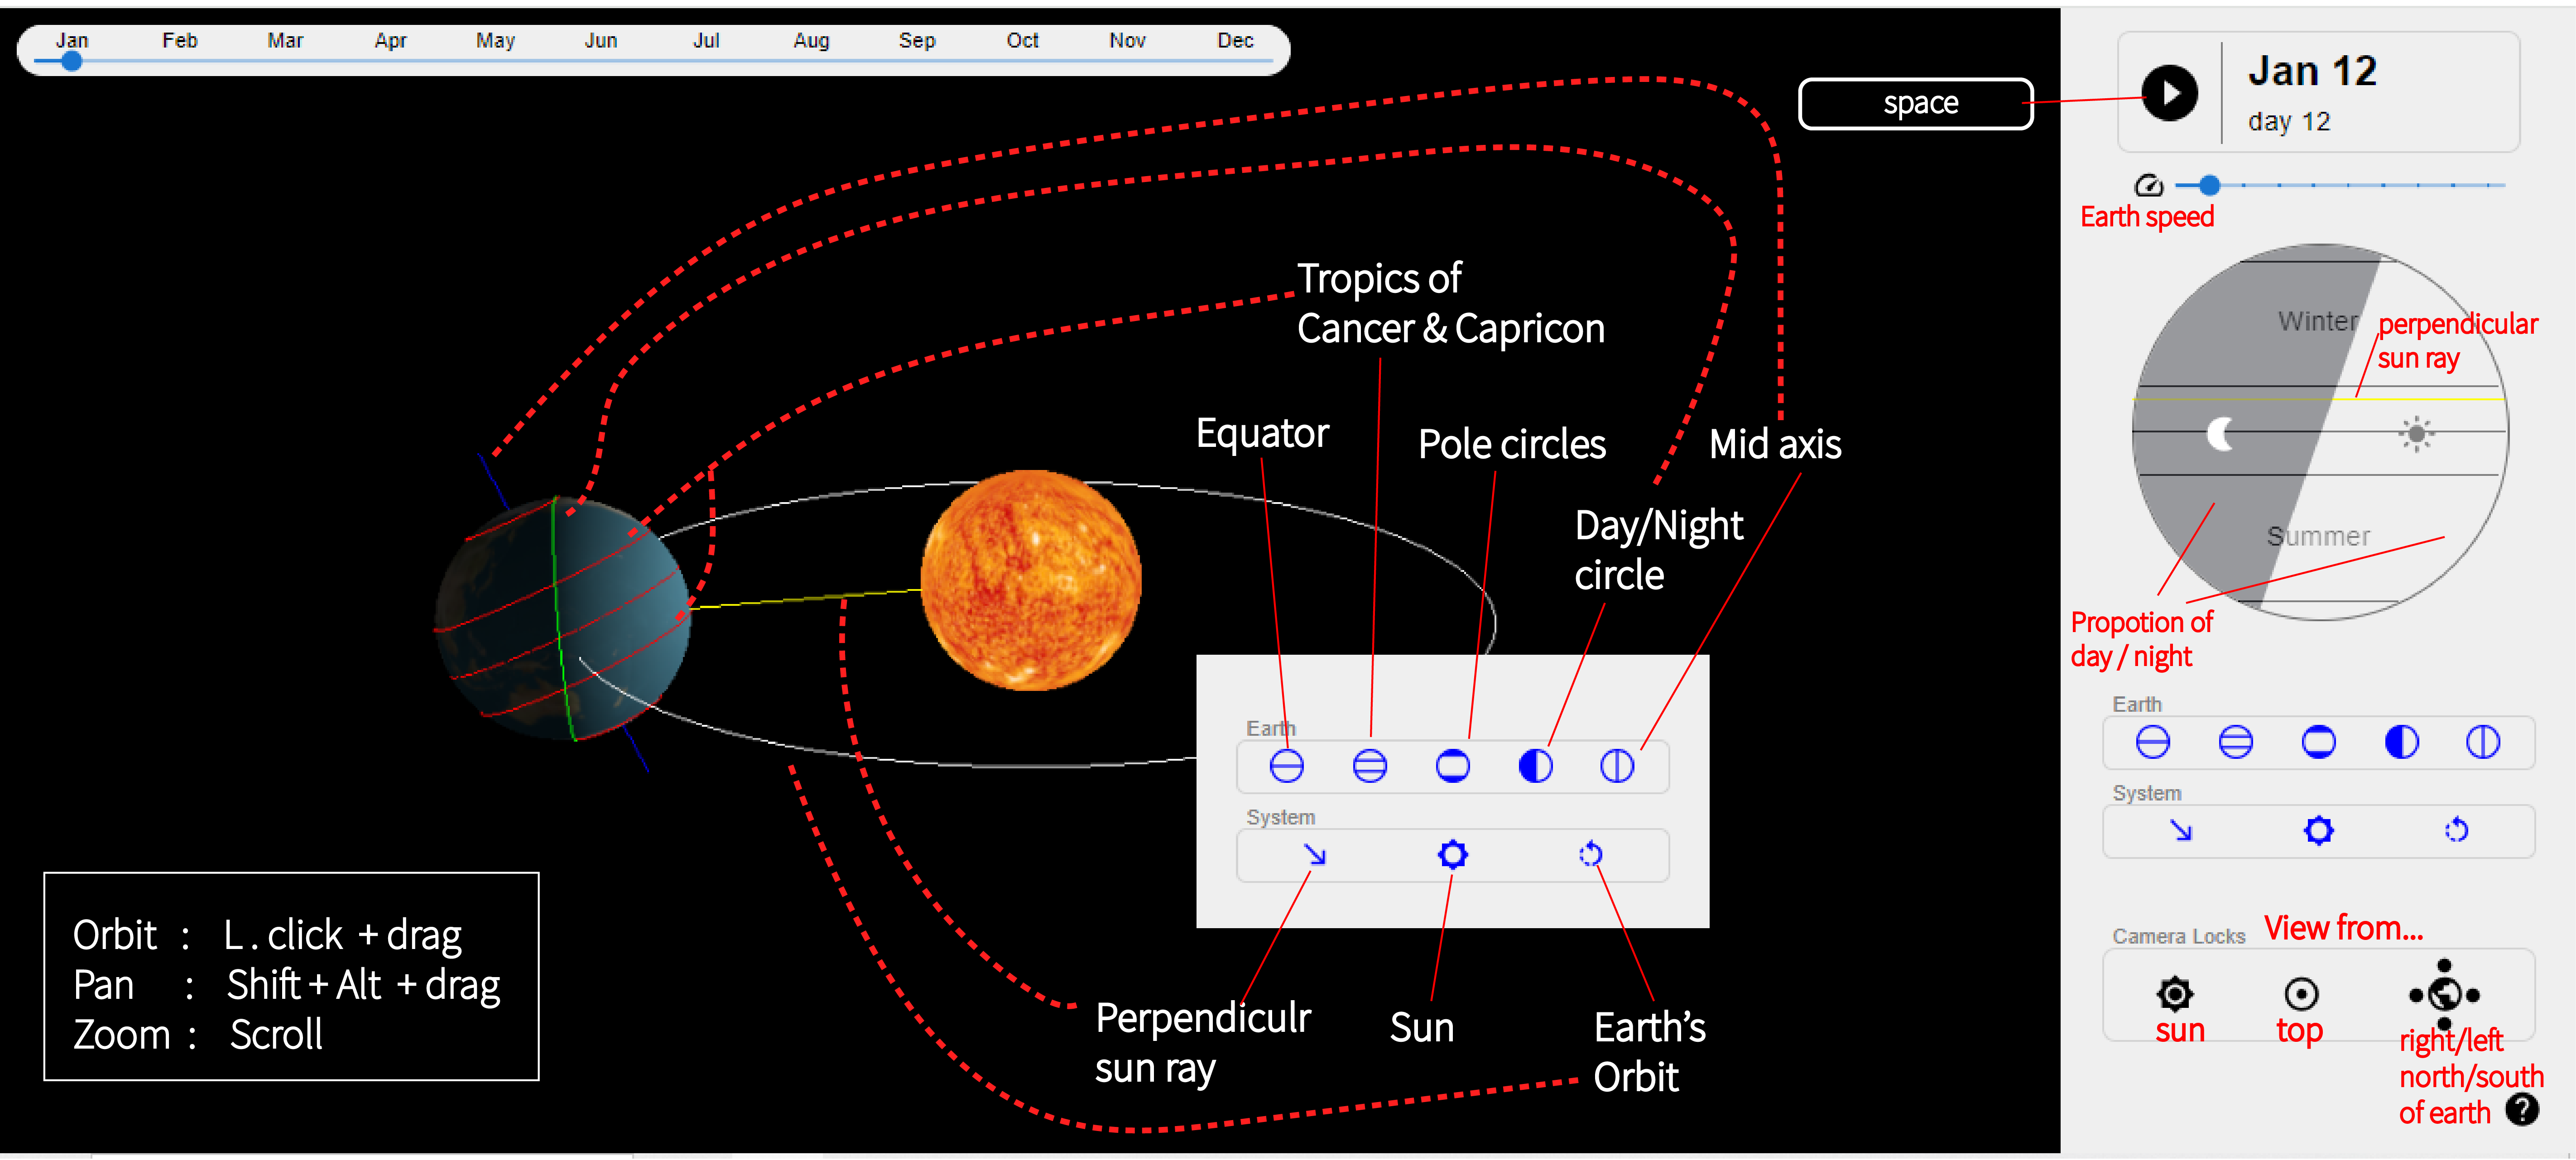 Jan Feb Mar Apr May Jun Jul Aug Sep Oct Nov Dec
space
Jan 12
day 12
Earth speed
Tropics of
Cancer & Capricon
Equator
Pole circles
Mid axis
Day/Night
circle
Winter
perpendicular
sun ray
Summer
Propotion of
day / night
Earth
System
Earth
System
Orbit : L . click + drag
Pan : Shift + Alt + drag
Zoom : Scroll
Perpendiculr
sun ray
Sun
Earth’s
Orbit
Camera Locks
View from...
sun
top
right/left
north/south
of earth
?